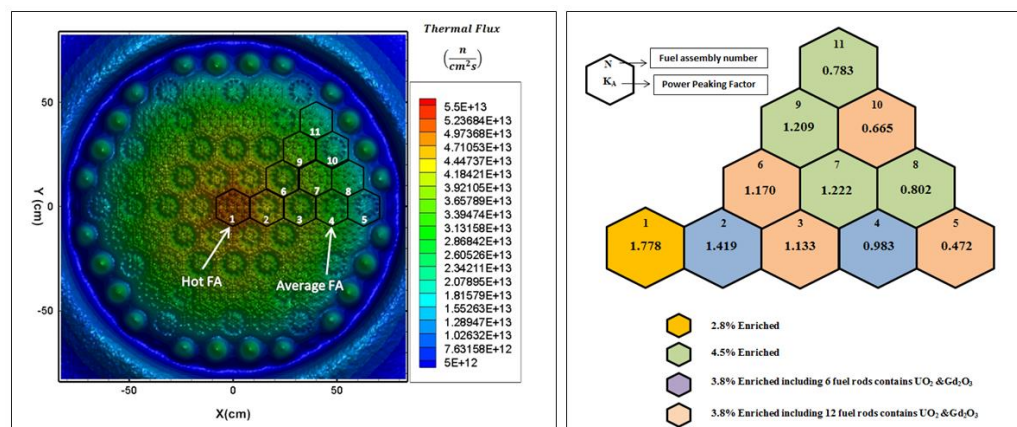 Thermal Flux
(n/cm²s)
5.5E+13
5.23684E+13
4.97368E+13
4.71053E+13
4.44737E+13
4.18421E+13
3.92105E+13
3.65789E+13
3.39474E+13
3.13158E+13
2.86842E+13
2.60526E+13
2.34211E+13
2.07895E+13
1.81579E+13
1.55263E+13
1.28947E+13
1.02632E+13
7.63158E+12
5E+12
Y (cm)
50
0
-50
-50
0
50
X(cm)
11
9
10
6
7
8
1
2
3
4
5
Hot FA
Average FA
N
Fuel assembly number
K_A
Power Peaking Factor
11
0.783
9
1.209
10
0.665
6
1.170
7
1.222
8
0.802
1
1.778
2
1.419
3
1.133
4
0.983
5
0.472
2.8% Enriched
4.5% Enriched
3.8% Enriched including 6 fuel rods contains UO₂ &Gd₂O₃
3.8% Enriched including 12 fuel rods contains UO₂ &Gd₂O₃